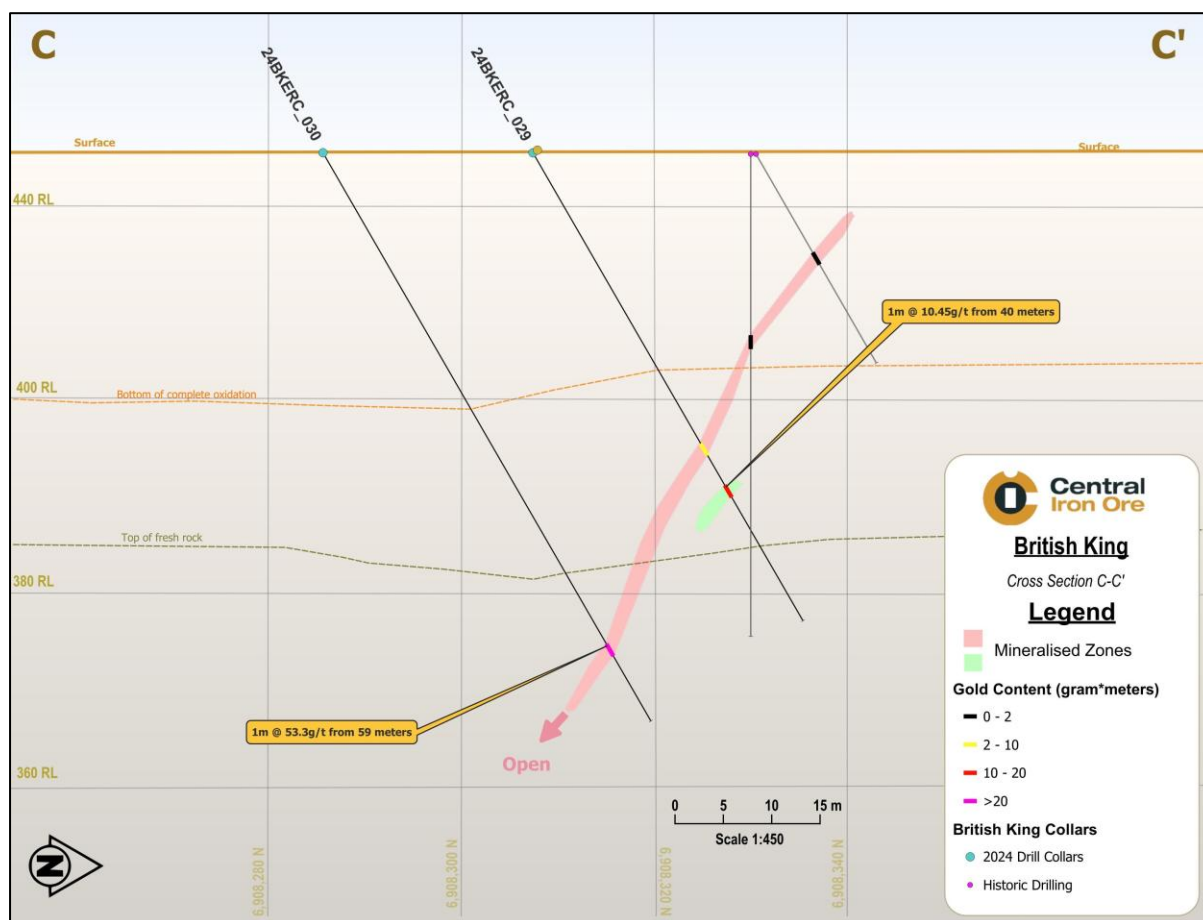 C
C'
24BKERC_030
24BKERC_029
Surface
Surface
440 RL
1m @ 10.45g/t from 40 meters
400 RL
Bottom of complete oxidation
Top of fresh rock
380 RL
1m @ 53.3g/t from 59 meters
Open
360 RL
0 5 10 15 m
Scale 1:450
N
6,908,280 N
6,908,300 N
6,908,320 N
6,908,340 N
Central
Iron Ore
British King
Cross Section C-C'
Legend
Mineralised Zones
Gold Content (gram*meters)
0 - 2
2 - 10
10 - 20
>20
British King Collars
2024 Drill Collars
Historic Drilling